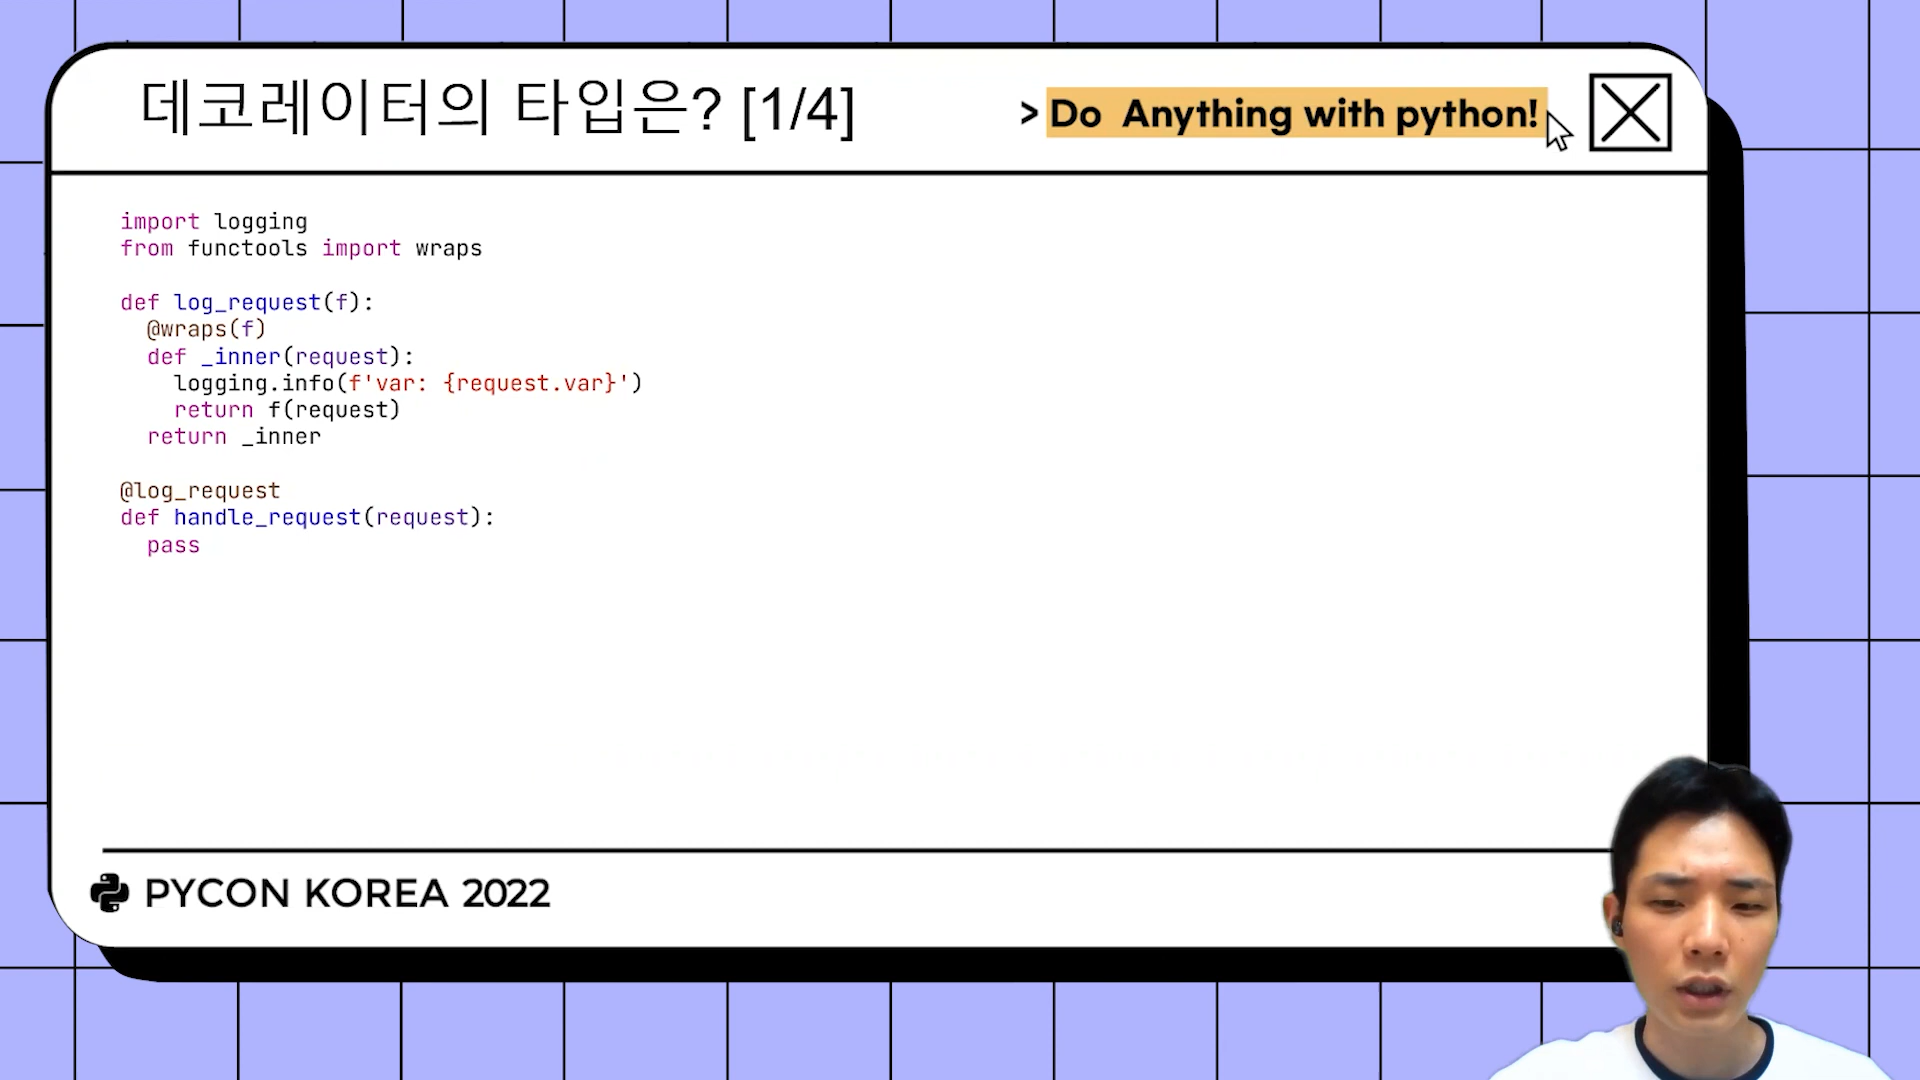 데코레이터의 타입은? [1/4]
> Do Anything with python!
import logging
from functools import wraps
def log_request(f):
  @wraps(f)
  def _inner(request):
    logging.info(f'var: {request.var}')
    return f(request)
  return _inner
@log_request
def handle_request(request):
  pass
PYCON KOREA 2022